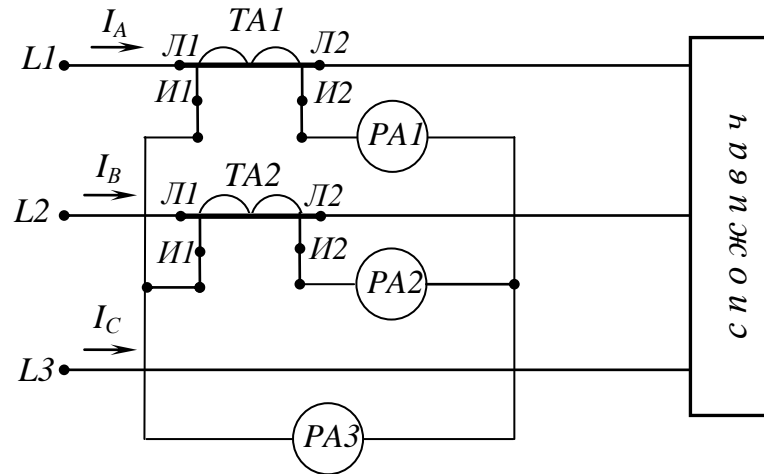 I_A
TA1
Л1
Л2
L1
И1
И2
PA1
I_B
TA2
Л1
Л2
L2
И1
И2
PA2
I_C
L3
PA3
споживач